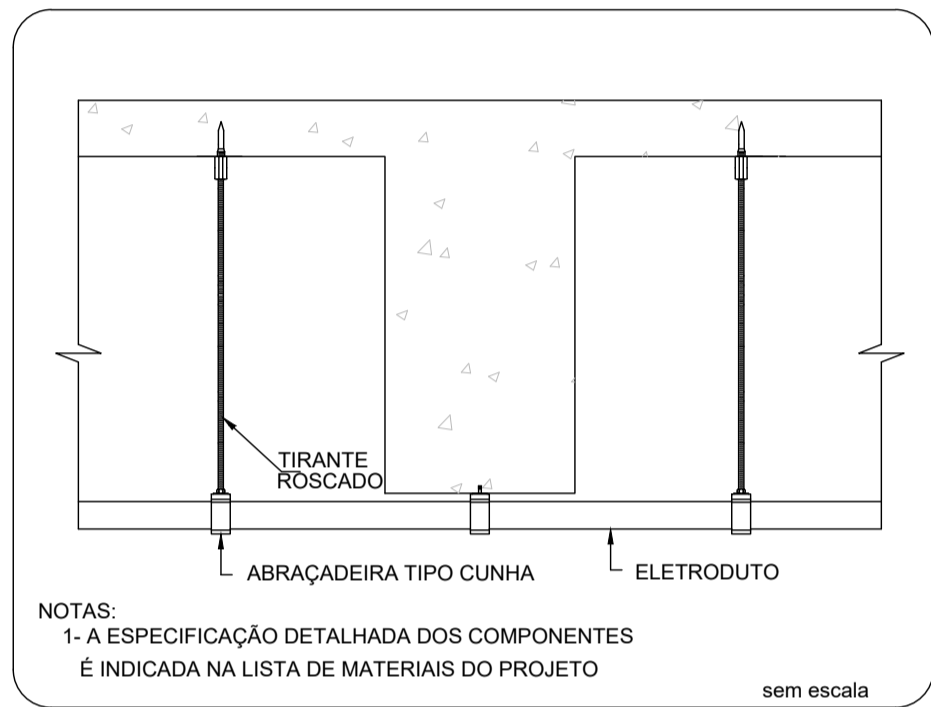 TIRANTE
ROSCADO
ABRAÇADEIRA TIPO CUNHA
ELETRODUTO
NOTAS:
1- A ESPECIFICAÇÃO DETALHADA DOS COMPONENTES
É INDICADA NA LISTA DE MATERIAIS DO PROJETO
sem escala